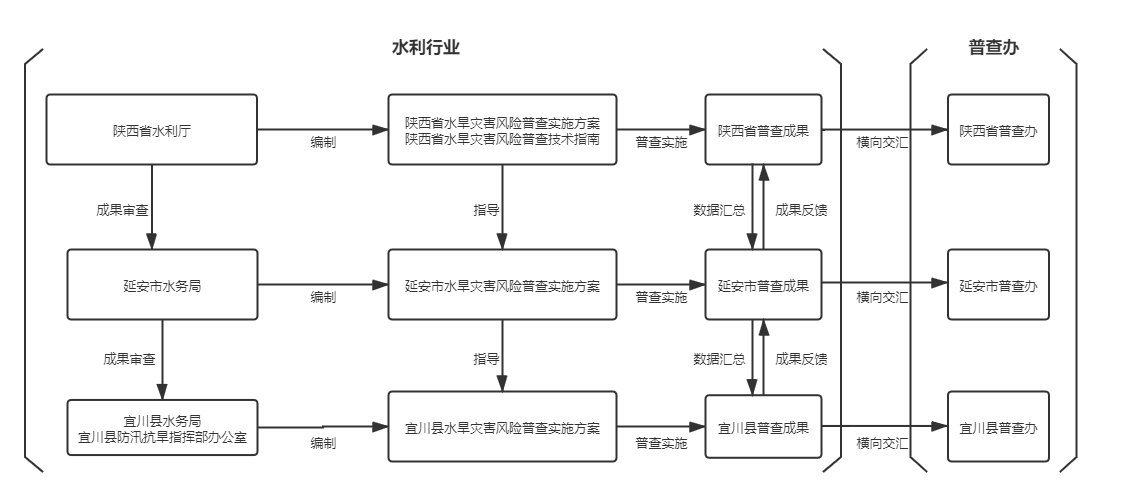 水利行业
普查办
陕西省水利厅
编制
陕西省水旱灾害风险普查实施方案
陕西省水旱灾害风险普查技术指南
普查实施
陕西省普查成果
横向交汇
陕西省普查办
成果审查
指导
数据汇总
成果反馈
延安市水务局
编制
延安市水旱灾害风险普查实施方案
普查实施
延安市普查成果
横向交汇
延安市普查办
成果审查
指导
数据汇总
成果反馈
宜川县水务局
宜川县防汛抗旱指挥部办公室
编制
宜川县水旱灾害风险普查实施方案
普查实施
宜川县普查成果
横向交汇
宜川县普查办